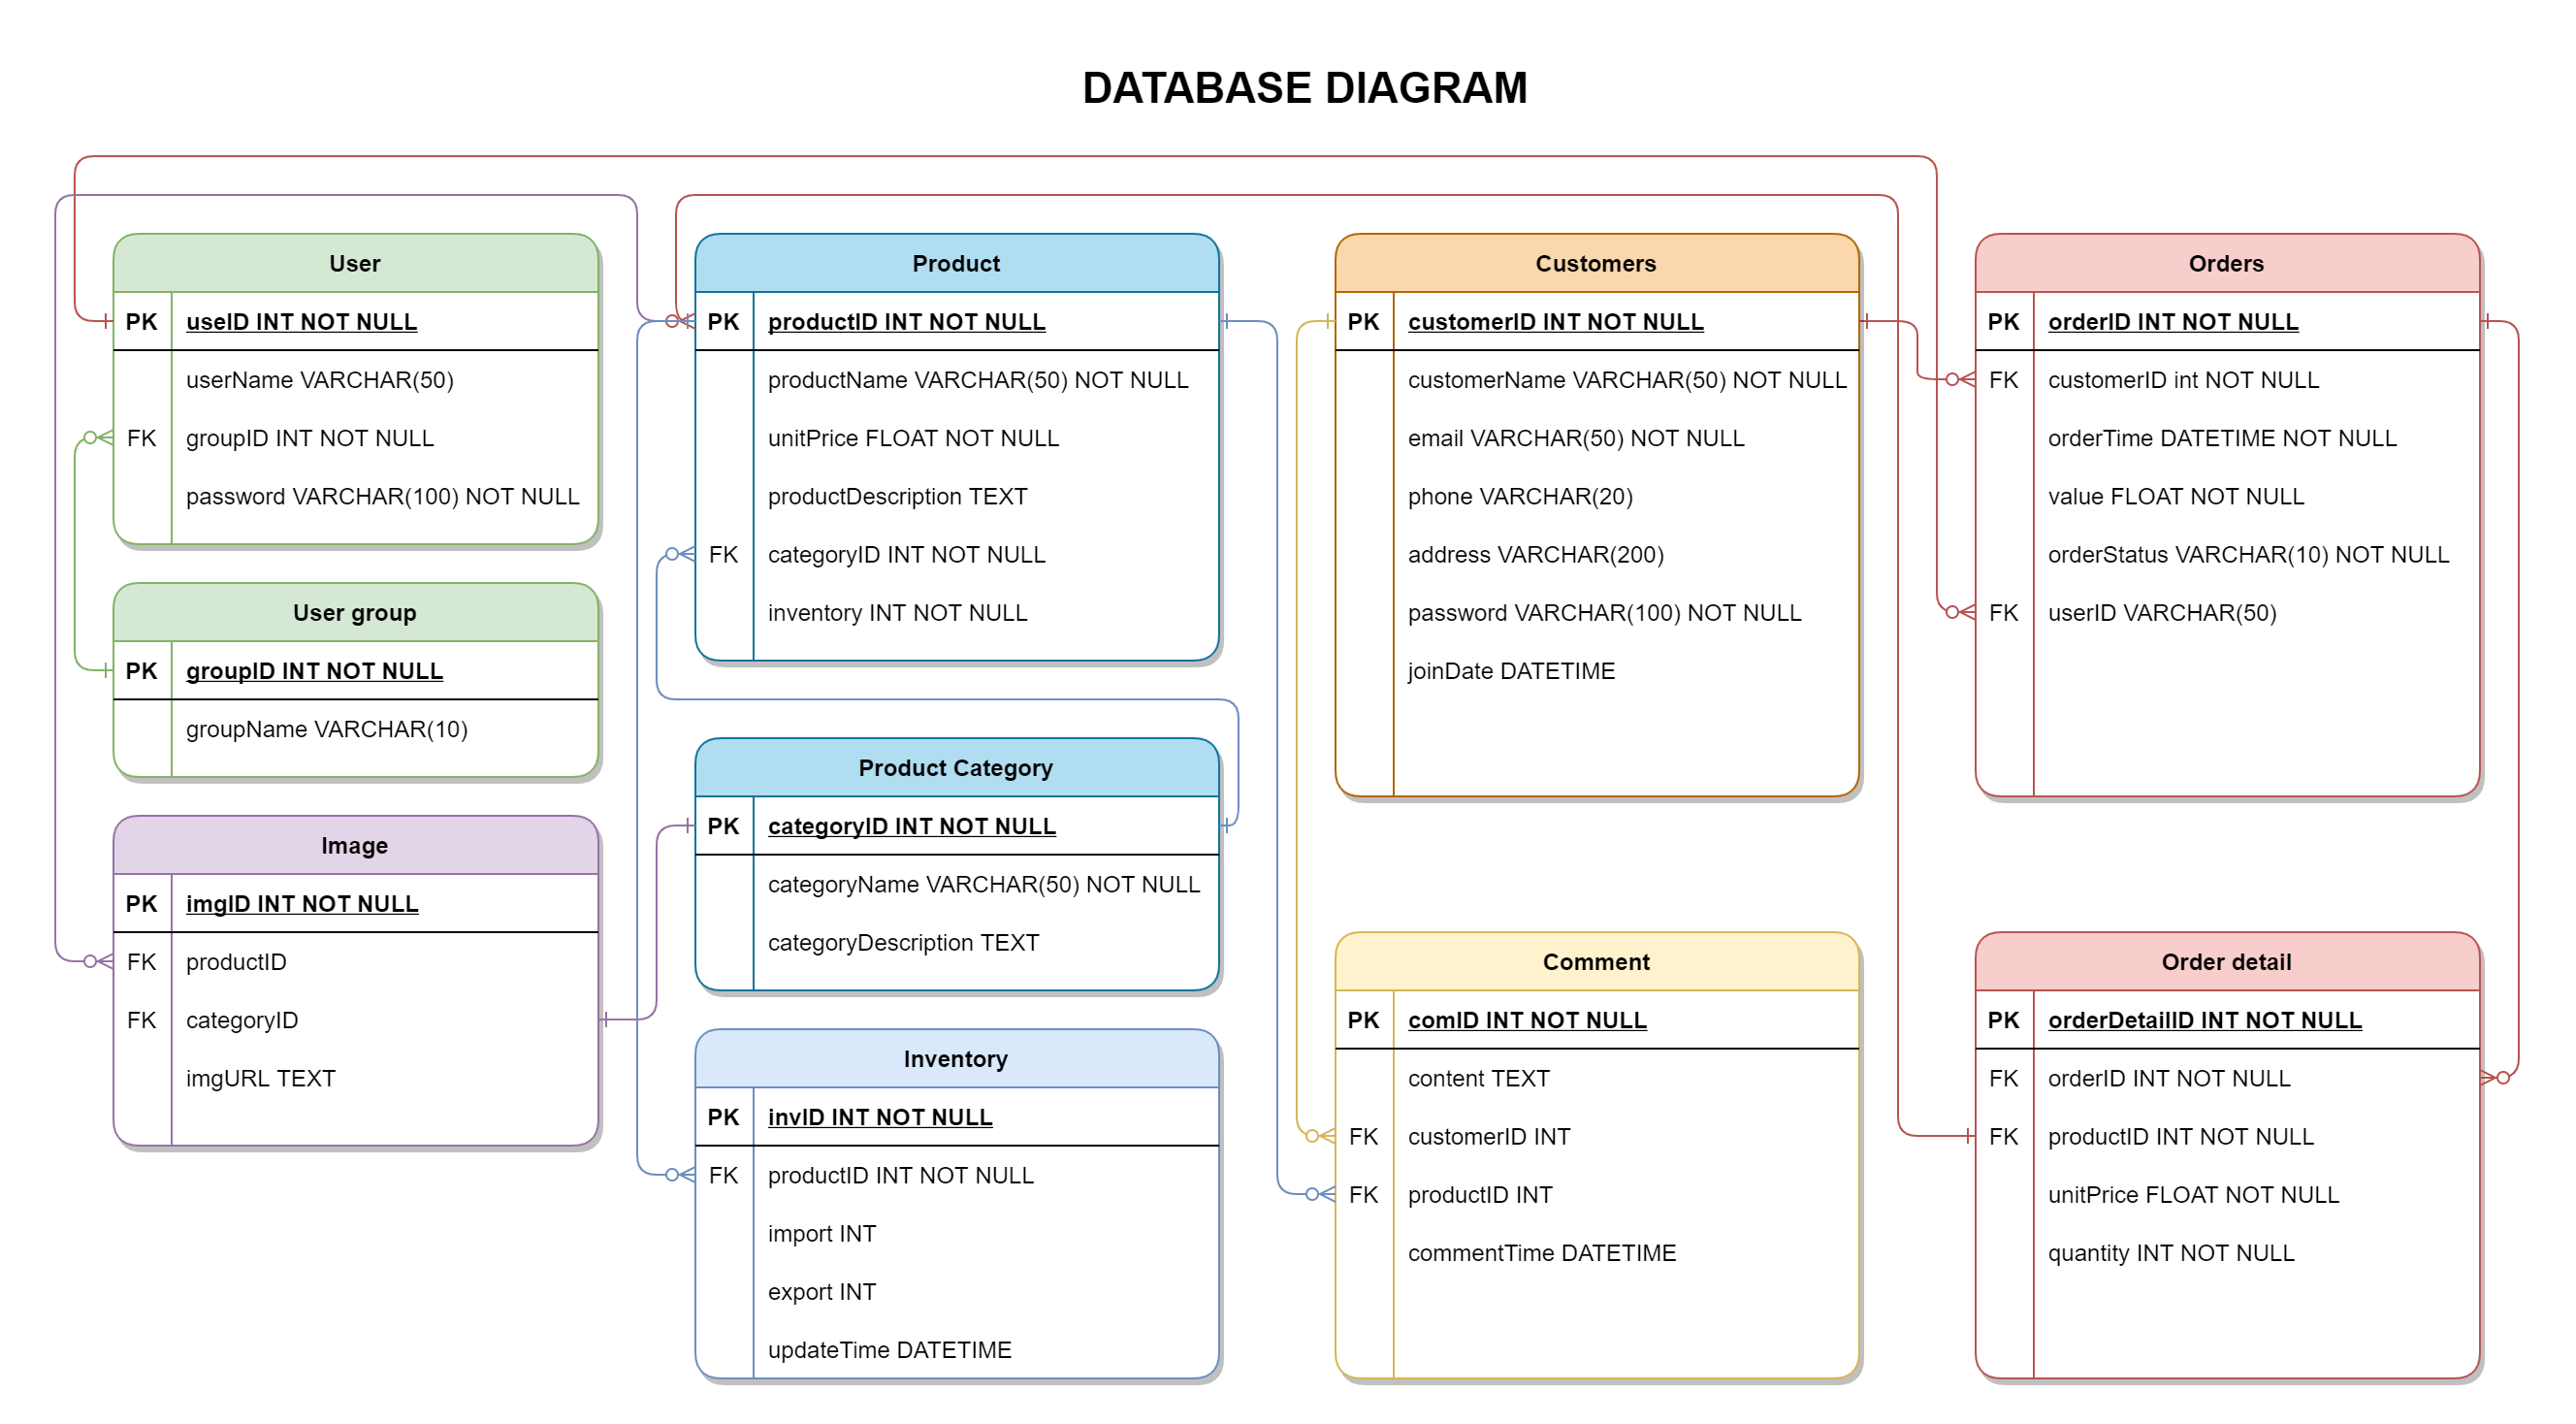 DATABASE DIAGRAM
User
PK useID INT NOT NULL
userName VARCHAR(50)
FK groupID INT NOT NULL
password VARCHAR(100) NOT NULL
User group
PK groupID INT NOT NULL
groupName VARCHAR(10)
Image
PK imgID INT NOT NULL
FK productID
FK categoryID
imgURL TEXT
Product
PK productID INT NOT NULL
productName VARCHAR(50) NOT NULL
unitPrice FLOAT NOT NULL
productDescription TEXT
FK categoryID INT NOT NULL
inventory INT NOT NULL
Product Category
PK categoryID INT NOT NULL
categoryName VARCHAR(50) NOT NULL
categoryDescription TEXT
Inventory
PK invID INT NOT NULL
FK productID INT NOT NULL
import INT
export INT
updateTime DATETIME
Customers
PK customerID INT NOT NULL
customerName VARCHAR(50) NOT NULL
email VARCHAR(50) NOT NULL
phone VARCHAR(20)
address VARCHAR(200)
password VARCHAR(100) NOT NULL
joinDate DATETIME
Comment
PK comID INT NOT NULL
content TEXT
FK customerID INT
FK productID INT
commentTime DATETIME
Orders
PK orderID INT NOT NULL
FK customerID int NOT NULL
orderTime DATETIME NOT NULL
value FLOAT NOT NULL
orderStatus VARCHAR(10) NOT NULL
FK userID VARCHAR(50)
Order detail
PK orderDetailID INT NOT NULL
FK orderID INT NOT NULL
FK productID INT NOT NULL
unitPrice FLOAT NOT NULL
quantity INT NOT NULL